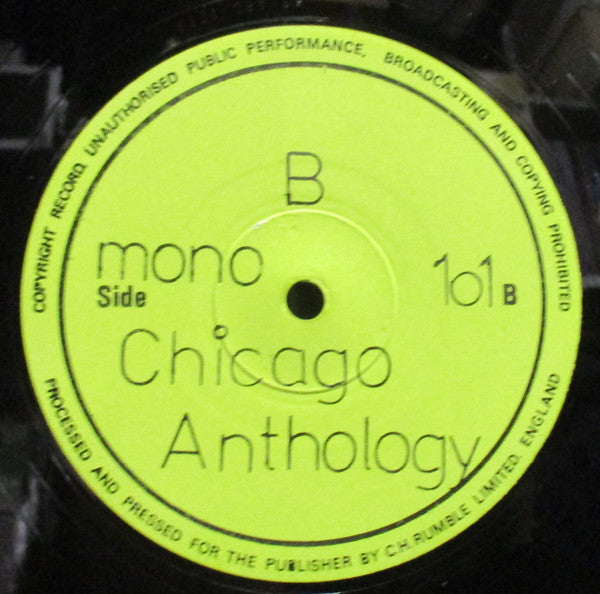 COPYRIGHT RECORD. UNAUTHORISED PUBLIC PERFORMANCE, BROADCASTING AND COPYING PROHIBITED
B
mono 101 B
Side
Chicago
Anthology
PROCESSED AND PRESSED FOR THE PUBLISHER BY C.H. RUMBLE LIMITED. ENGLAND